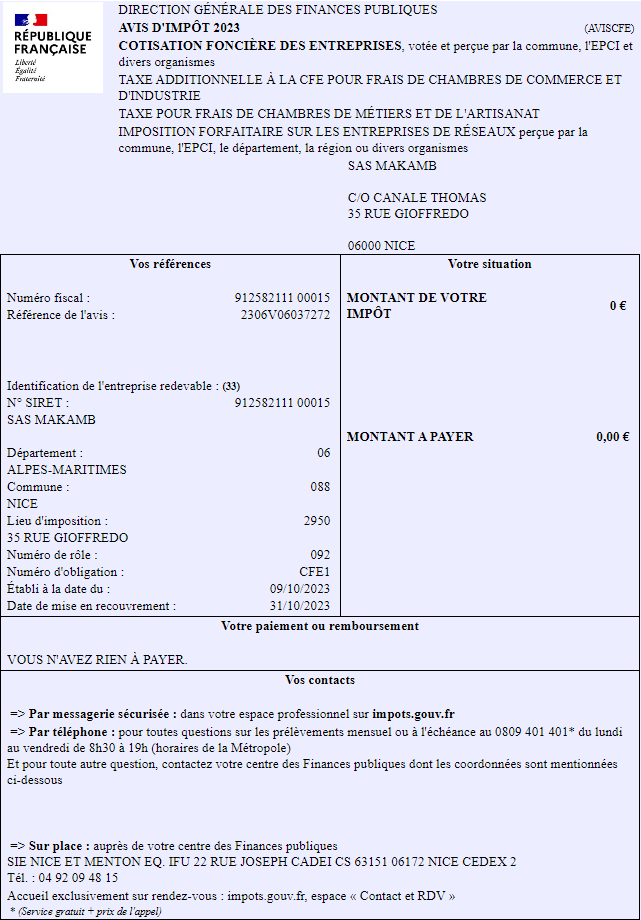 RÉPUBLIQUE
FRANÇAISE
Liberté
Égalité
Fraternité
DIRECTION GÉNÉRALE DES FINANCES PUBLIQUES
AVIS D'IMPÔT 2023 (AVISCFE)
COTISATION FONCIÈRE DES ENTREPRISES, votée et perçue par la commune, l'EPCI et
divers organismes
TAXE ADDITIONNELLE À LA CFE POUR FRAIS DE CHAMBRES DE COMMERCE ET
D'INDUSTRIE
TAXE POUR FRAIS DE CHAMBRES DE MÉTIERS ET DE L'ARTISANAT
IMPOSITION FORFAITAIRE SUR LES ENTREPRISES DE RÉSEAUX perçue par la
commune, l'EPCI, le département, la région ou divers organismes
SAS MAKAMB
C/O CANALE THOMAS
35 RUE GIOFFREDO
06000 NICE
Vos références
Numéro fiscal : 912582111 00015
Référence de l'avis : 2306V06037272
Identification de l'entreprise redevable : (33)
N° SIRET : 912582111 00015
SAS MAKAMB
Département : 06
ALPES-MARITIMES
Commune : 088
NICE
Lieu d'imposition : 2950
35 RUE GIOFFREDO
Numéro de rôle : 092
Numéro d'obligation : CFE1
Établi à la date du : 09/10/2023
Date de mise en recouvrement : 31/10/2023
Votre situation
MONTANT DE VOTRE
IMPÔT 0 €
MONTANT A PAYER 0,00 €
Votre paiement ou remboursement
VOUS N'AVEZ RIEN À PAYER.
Vos contacts
=> Par messagerie sécurisée : dans votre espace professionnel sur impots.gouv.fr
=> Par téléphone : pour toutes questions sur les prélèvements mensuel ou à l'échéance au 0809 401 401* du lundi
au vendredi de 8h30 à 19h (horaires de la Métropole)
Et pour toute autre question, contactez votre centre des Finances publiques dont les coordonnées sont mentionnées
ci-dessous
=> Sur place : auprès de votre centre des Finances publiques
SIE NICE ET MENTON EQ. IFU 22 RUE JOSEPH CADEI CS 63151 06172 NICE CEDEX 2
Tél. : 04 92 09 48 15
Accueil exclusivement sur rendez-vous : impots.gouv.fr, espace « Contact et RDV »
* (Service gratuit + prix de l'appel)